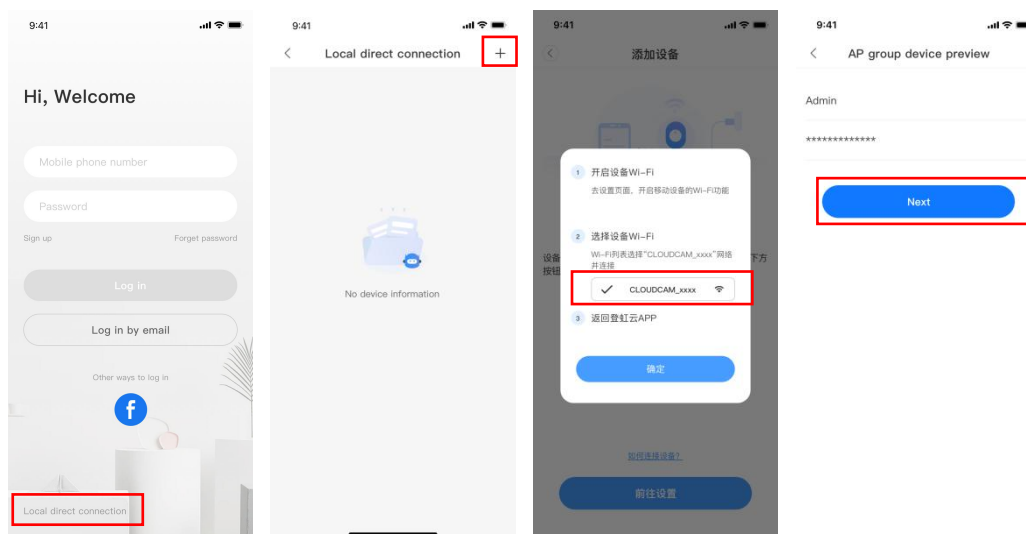 9:41
Hi, Welcome
Mobile phone number
Password
Sign up
Forget password
Log in
Log in by email
Other ways to log in
f
Local direct connection
9:41
Local direct connection
No device information
9:41
添加设备
1 开启设备Wi-Fi
去设置页面，开启移动设备的Wi-Fi功能
2 选择设备Wi-Fi
Wi-Fi列表选择"CLOUDCAM_xxxx"网络
并连接
CLOUDCAM_xxxx
3 返回登虹云APP
确定
设备
下方
按钮
如何连接设备?
前往设置
9:41
AP group device preview
Admin
*************
Next